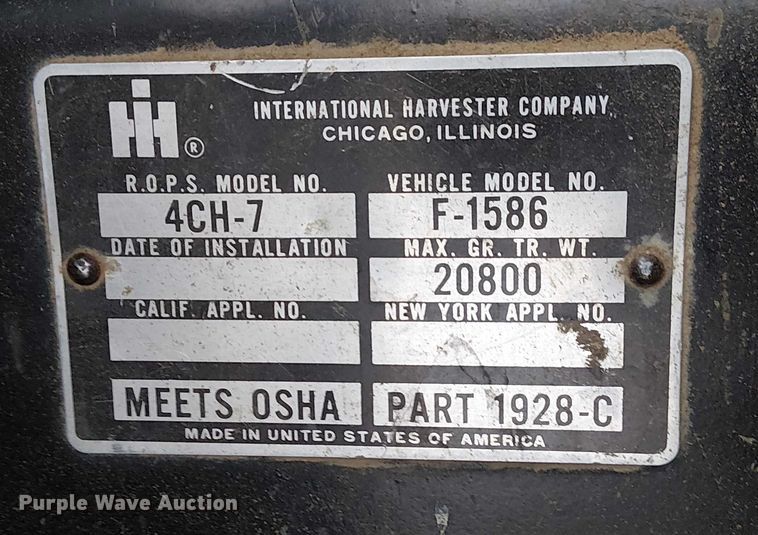 IH ®
INTERNATIONAL HARVESTER COMPANY
CHICAGO, ILLINOIS
R.O.P.S. MODEL NO. VEHICLE MODEL NO.
4CH-7 F-1586
DATE OF INSTALLATION MAX. GR. TR. WT.
20800
CALIF. APPL. NO. NEW YORK APPL. NO.
MEETS OSHA PART 1928-C
MADE IN UNITED STATES OF AMERICA
Purple Wave Auction